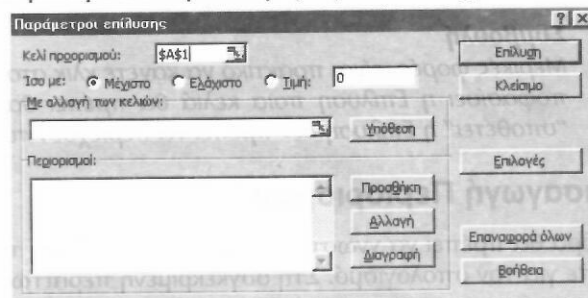 Παράμετροι επίλυσης
Κελί προορισμού: $A$1
Επίλυση
Ίσο με: Μέγιστο Ελάχιστο Τιμή: 0
Κλείσιμο
Με αλλαγή των κελιών:
Υπόθεση
Περιορισμοί:
Επιλογές
Προσθήκη
Αλλαγή
Διαγραφή
Επαναφορά όλων
Βοήθεια